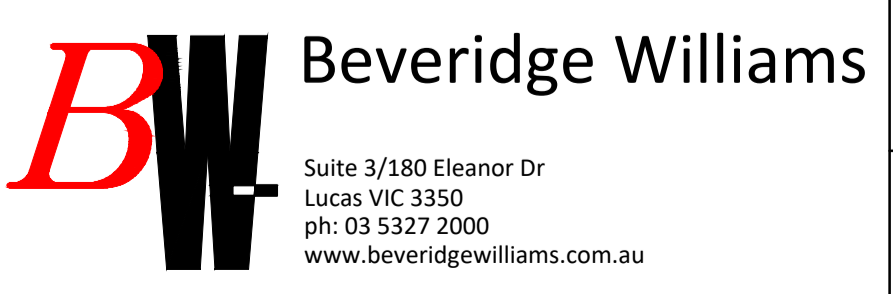 BW
Beveridge Williams
Suite 3/180 Eleanor Dr
Lucas VIC 3350
ph: 03 5327 2000
www.beveridgewilliams.com.au